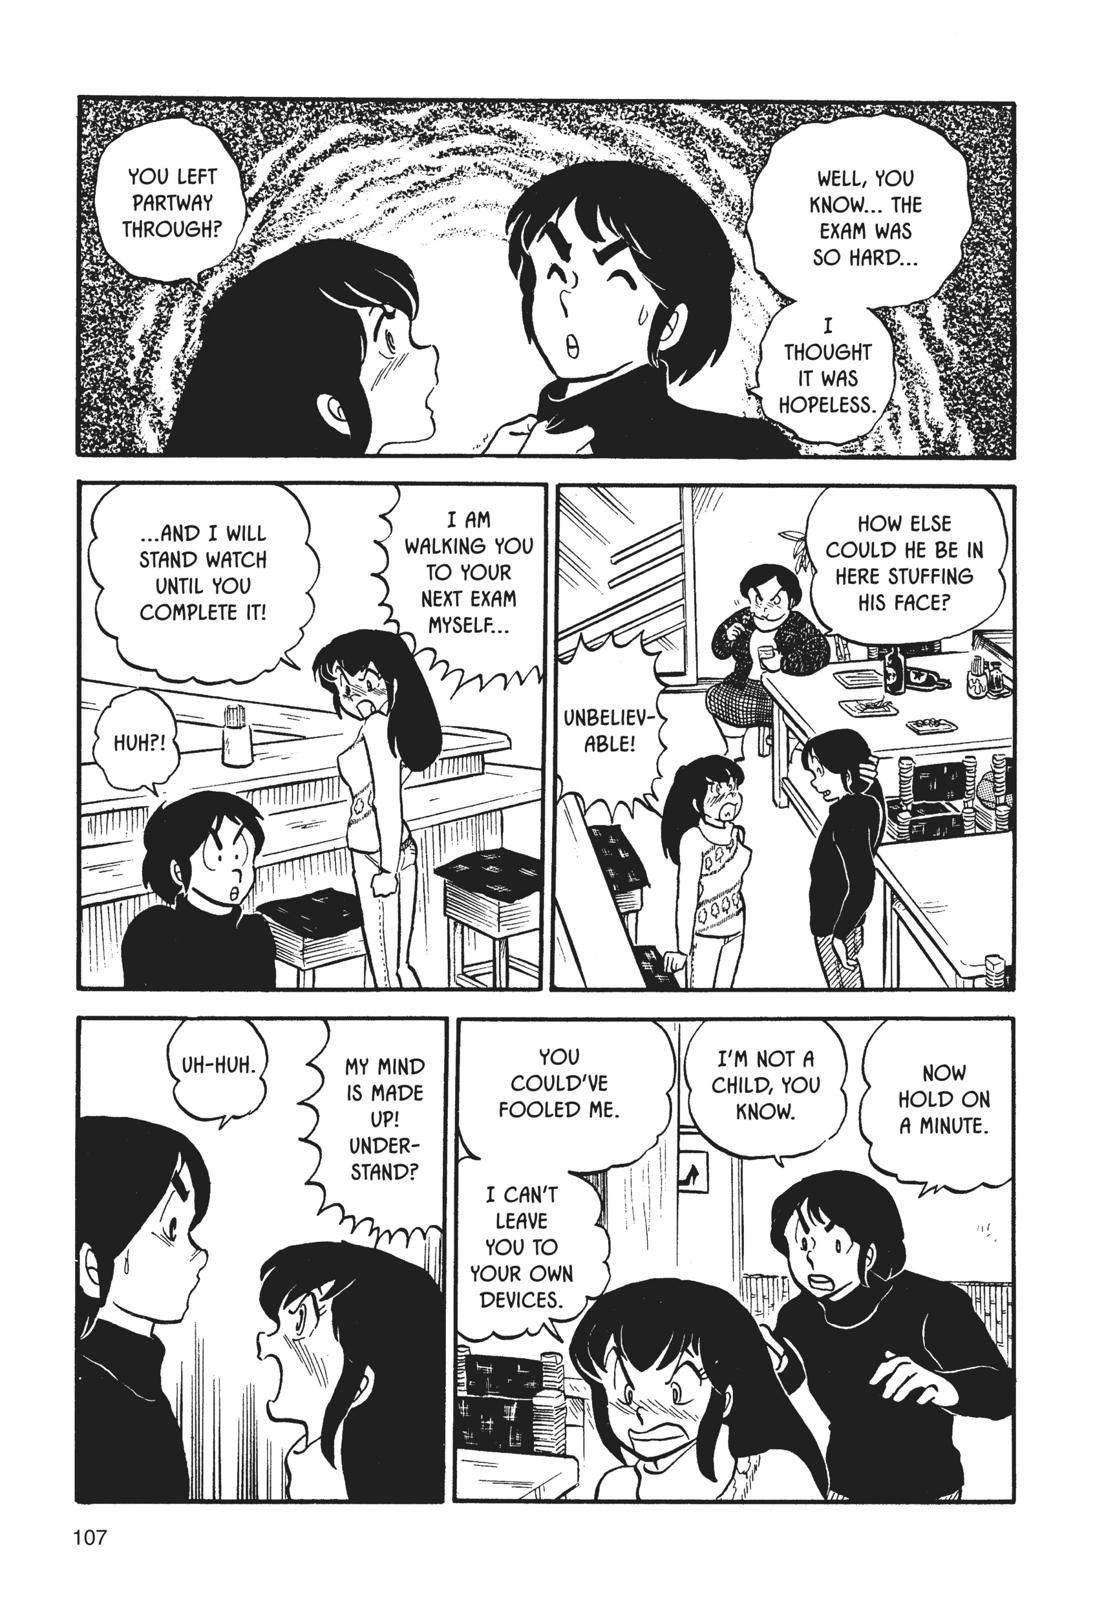 WELL, YOU
KNOW... THE
EXAM WAS
SO HARD...
I
THOUGHT
IT WAS
HOPELESS.
YOU LEFT
PARTWAY
THROUGH?
HOW ELSE
COULD HE BE IN
HERE STUFFING
HIS FACE?
UNBELIEV-
ABLE!
I AM
WALKING YOU
TO YOUR
NEXT EXAM
MYSELF...
...AND I WILL
STAND WATCH
UNTIL YOU
COMPLETE IT!
HUH?!
NOW
HOLD ON
A MINUTE.
I'M NOT A
CHILD, YOU
KNOW.
YOU
COULD'VE
FOOLED ME.
I CAN'T
LEAVE
YOU TO
YOUR OWN
DEVICES.
MY MIND
IS MADE
UP!
UNDER-
STAND?
UH-HUH.
107